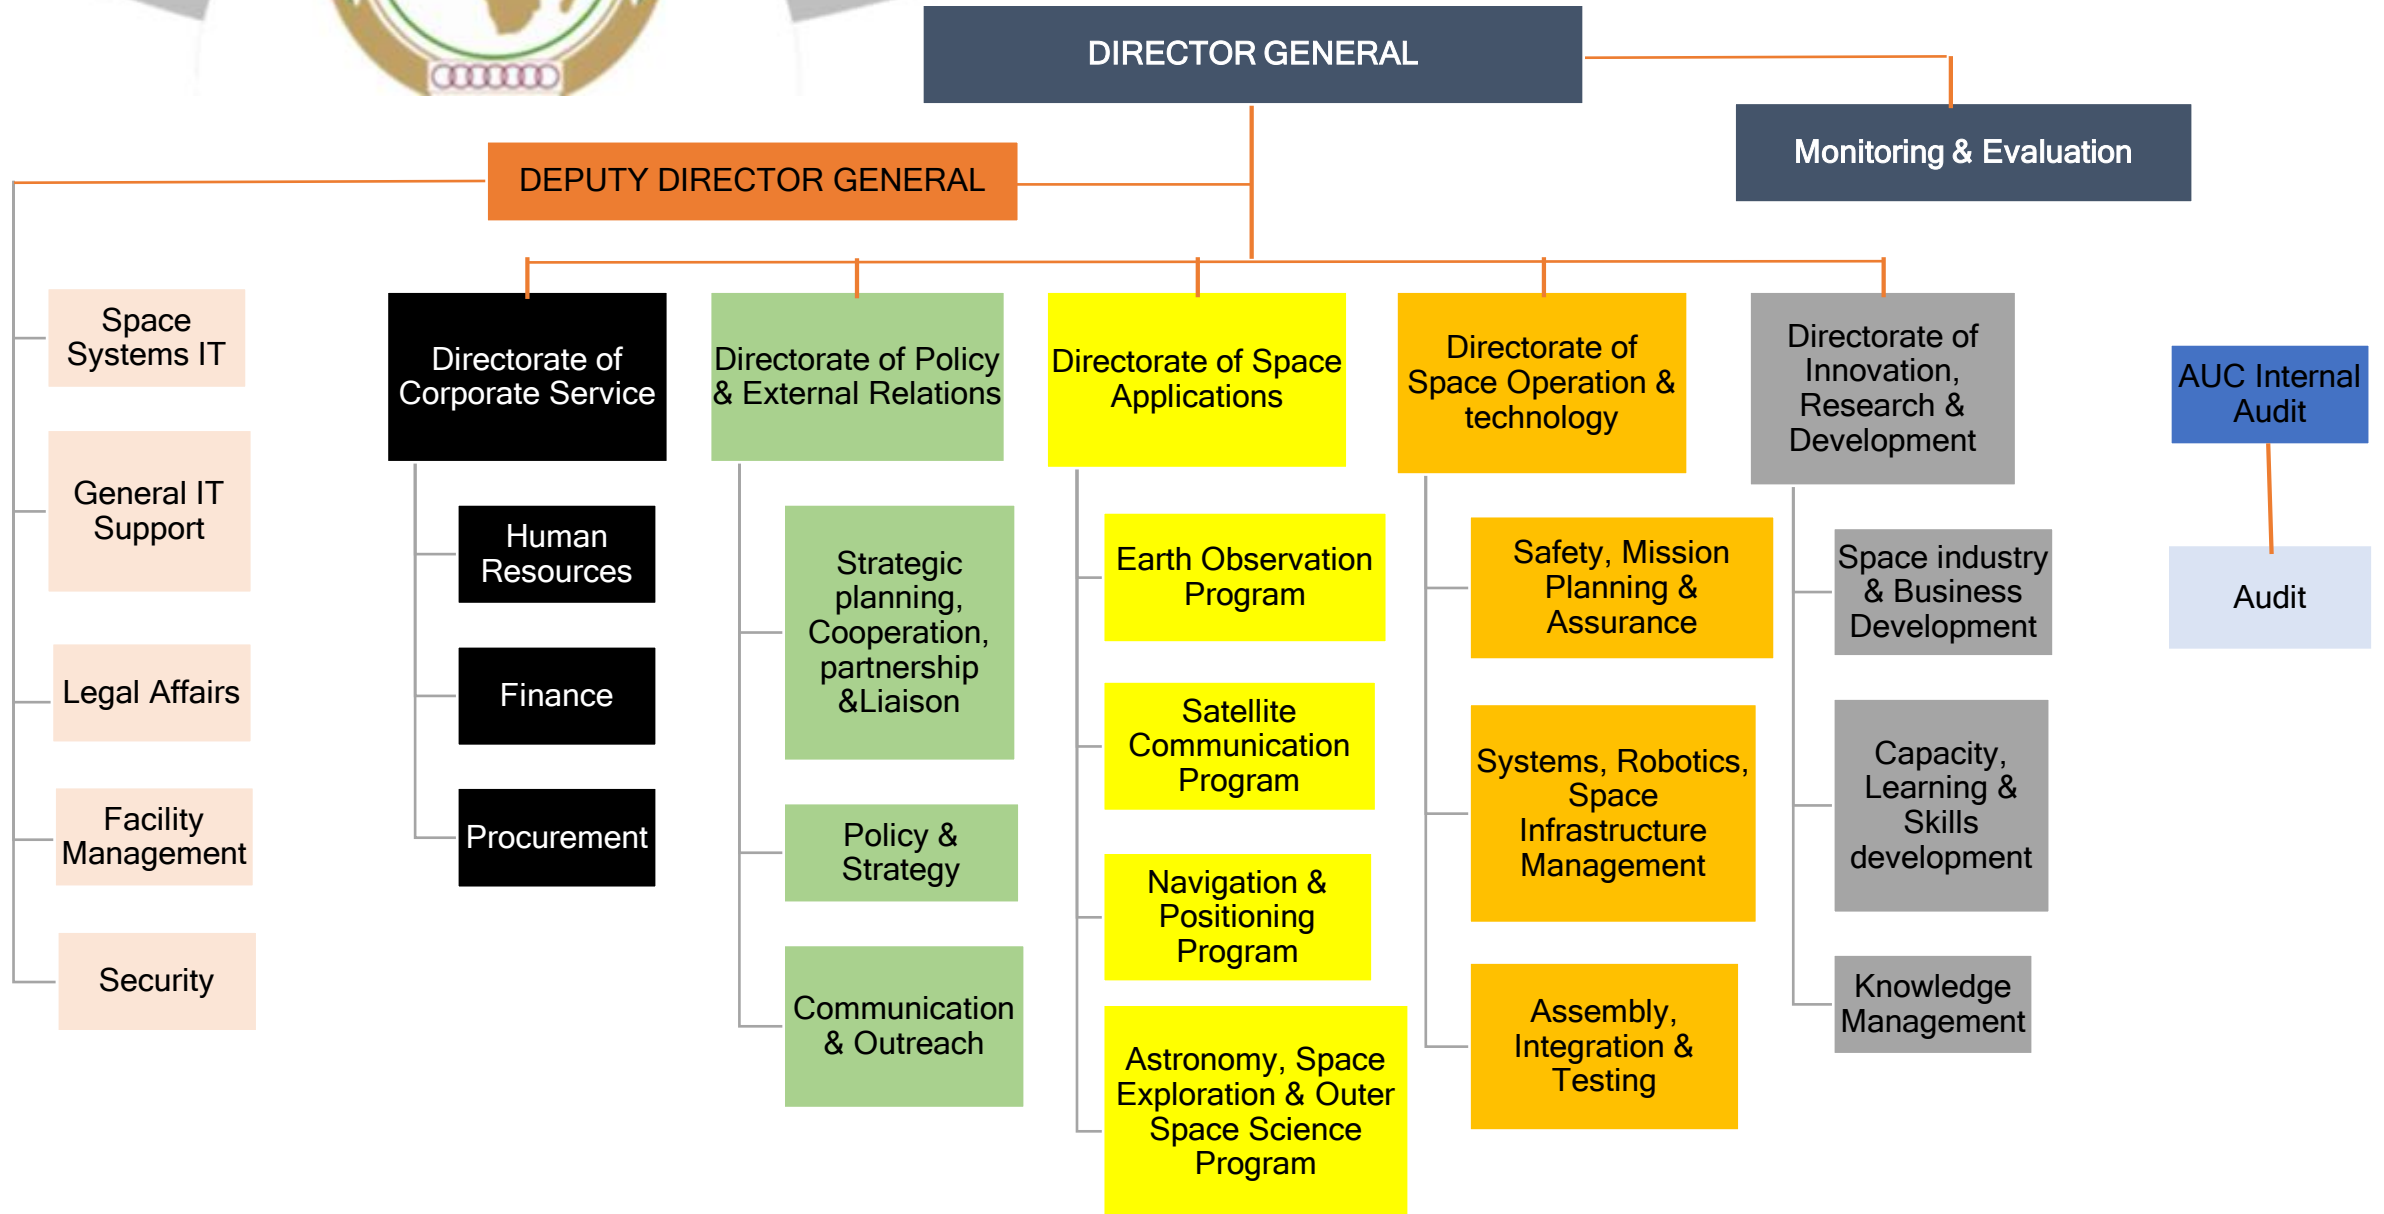 DIRECTOR GENERAL
Monitoring & Evaluation
DEPUTY DIRECTOR GENERAL
Space
Systems IT
General IT
Support
Legal Affairs
Facility
Management
Security
Directorate of
Corporate Service
Human
Resources
Finance
Procurement
Directorate of Policy
& External Relations
Strategic
planning,
Cooperation,
partnership
&Liaison
Policy &
Strategy
Communication
& Outreach
Directorate of Space
Applications
Earth Observation
Program
Satellite
Communication
Program
Navigation &
Positioning
Program
Astronomy, Space
Exploration & Outer
Space Science
Program
Directorate of
Space Operation &
technology
Safety, Mission
Planning &
Assurance
Systems, Robotics,
Space
Infrastructure
Management
Assembly,
Integration &
Testing
Directorate of
Innovation,
Research &
Development
Space industry
& Business
Development
Capacity,
Learning &
Skills
development
Knowledge
Management
AUC Internal
Audit
Audit